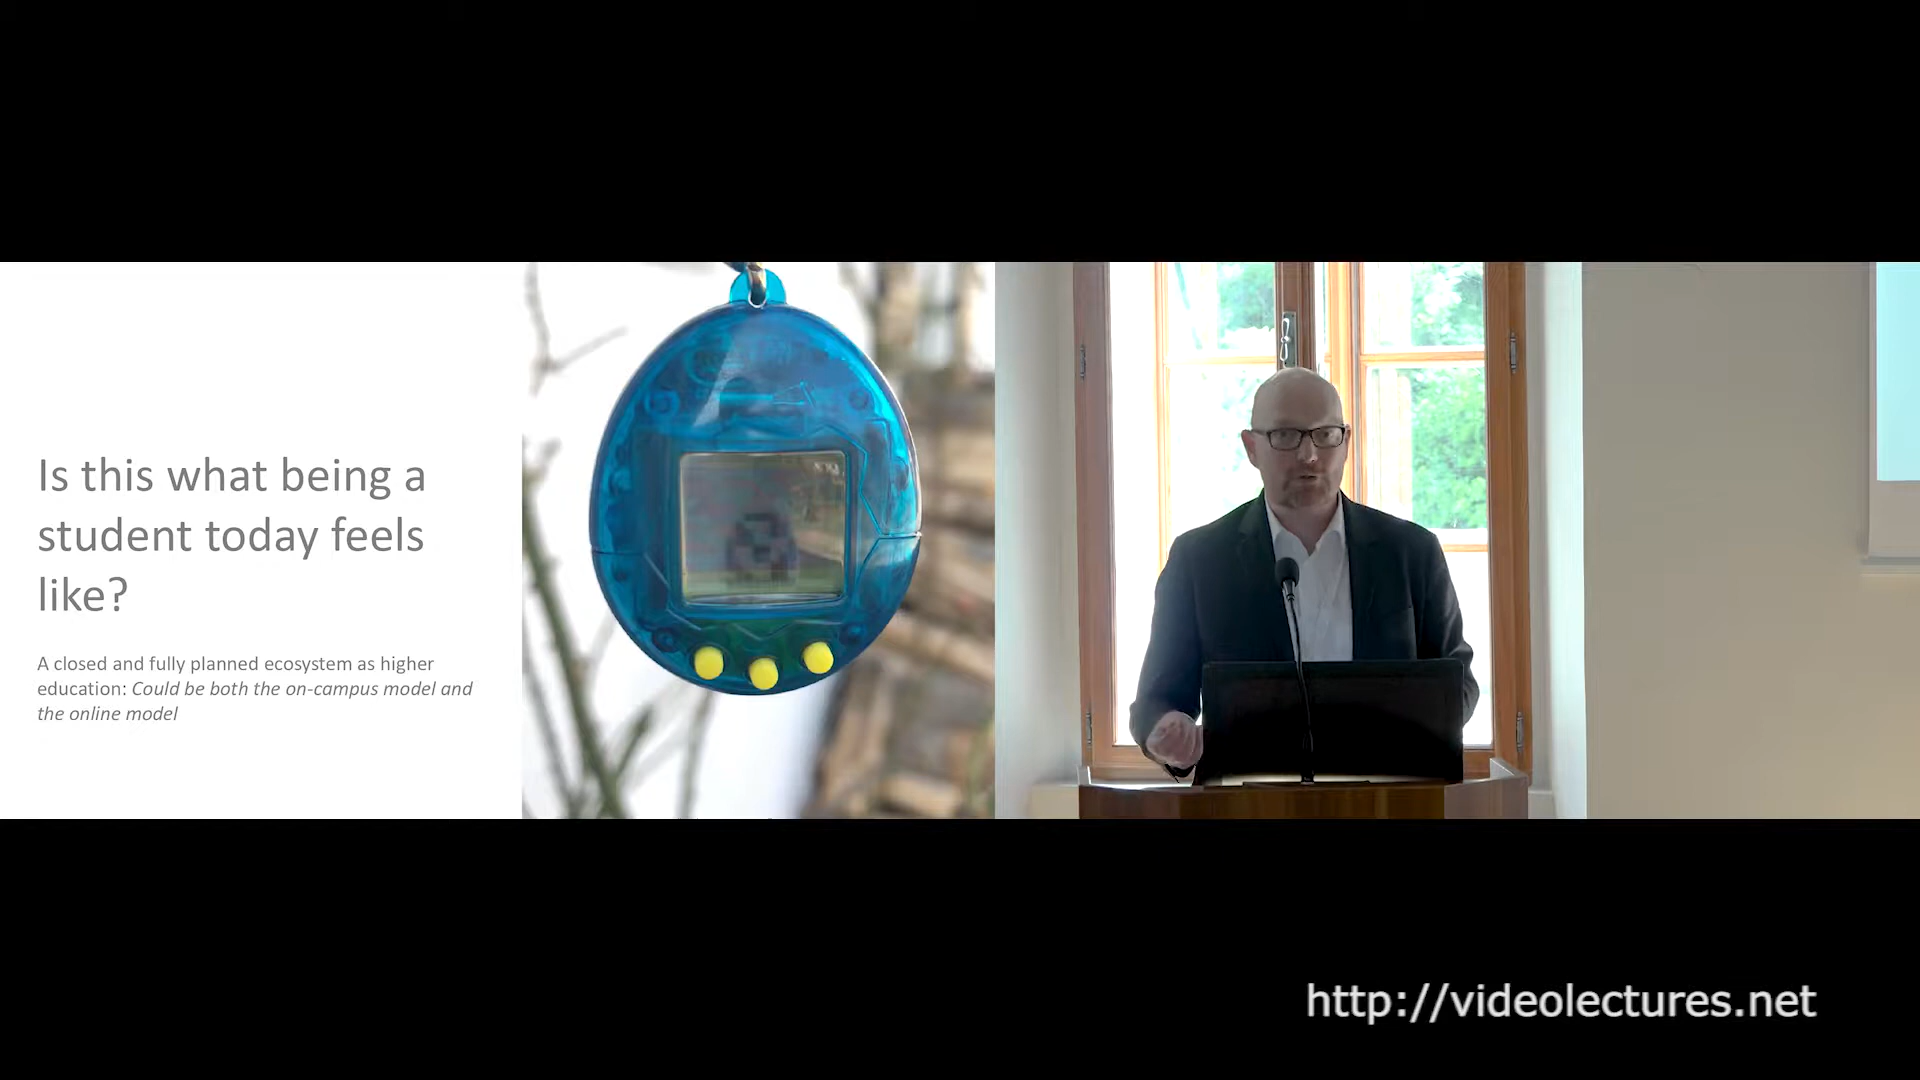 Is this what being a
student today feels
like?
A closed and fully planned ecosystem as higher
education: Could be both the on-campus model and
the online model
http://videolectures.net